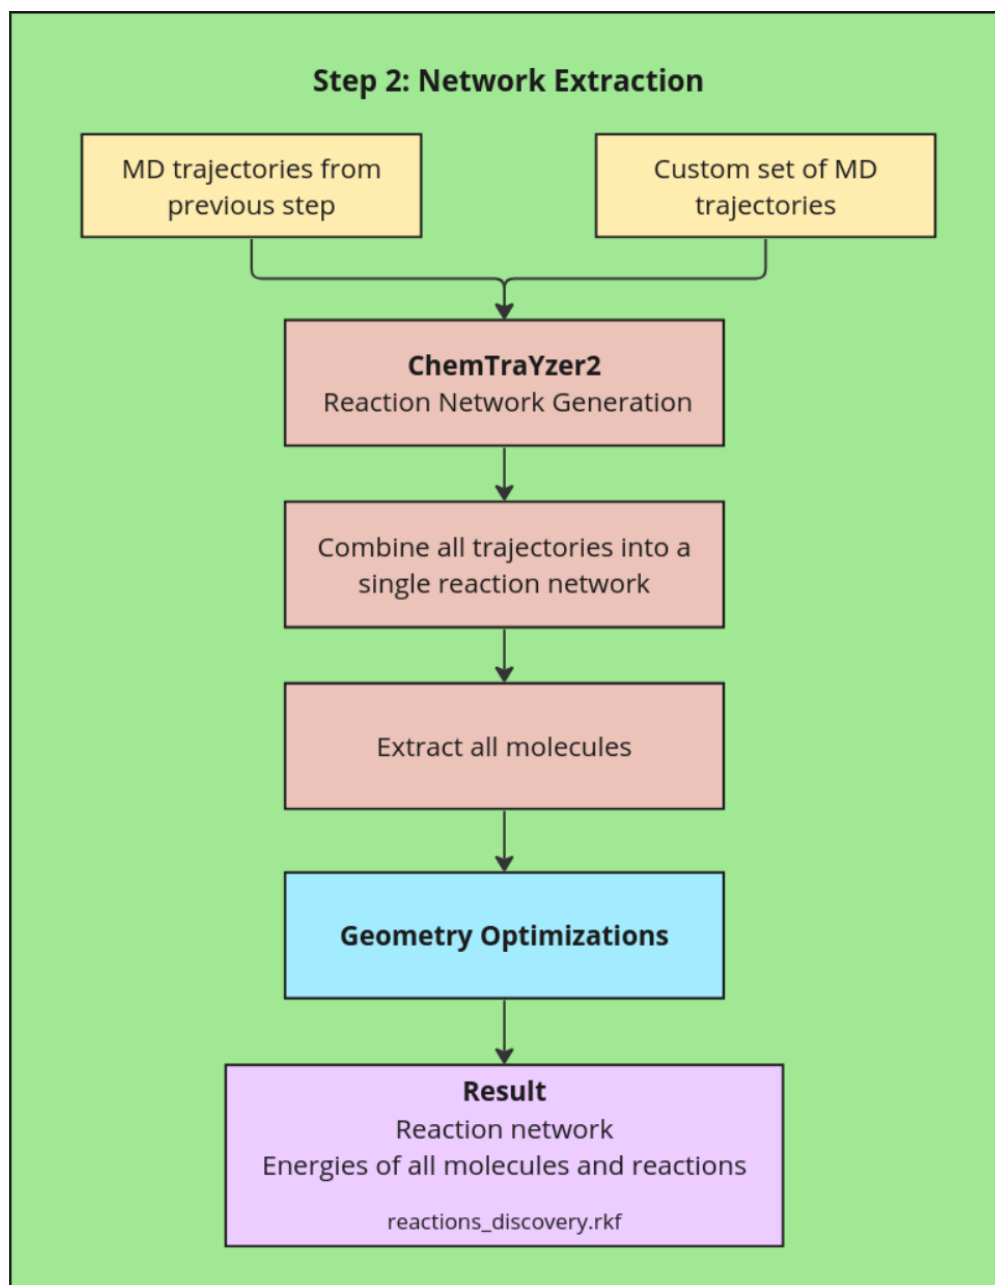 Step 2: Network Extraction
MD trajectories from
previous step
Custom set of MD
trajectories
ChemTraYzer2
Reaction Network Generation
Combine all trajectories into a
single reaction network
Extract all molecules
Geometry Optimizations
Result
Reaction network
Energies of all molecules and reactions
reactions_discovery.rkf